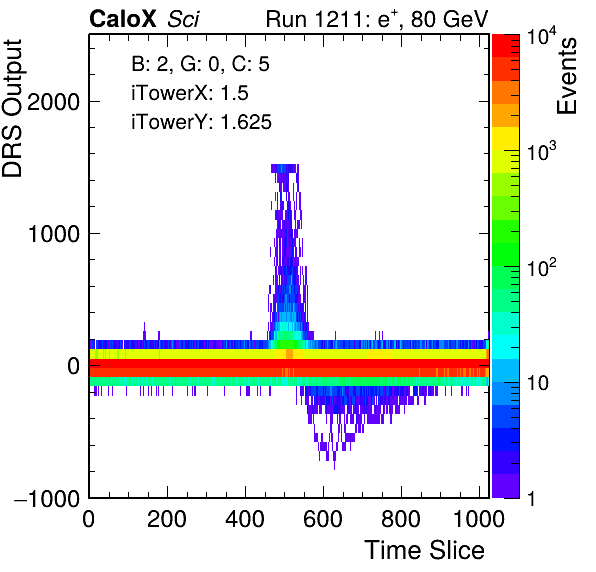 CaloX Sci Run 1211: e⁺, 80 GeV
B: 2, G: 0, C: 5
iTowerX: 1.5
iTowerY: 1.625
DRS Output
2000
1000
0
−1000
0 200 400 600 800 1000
Time Slice
Events
10⁴
10³
10²
10
1